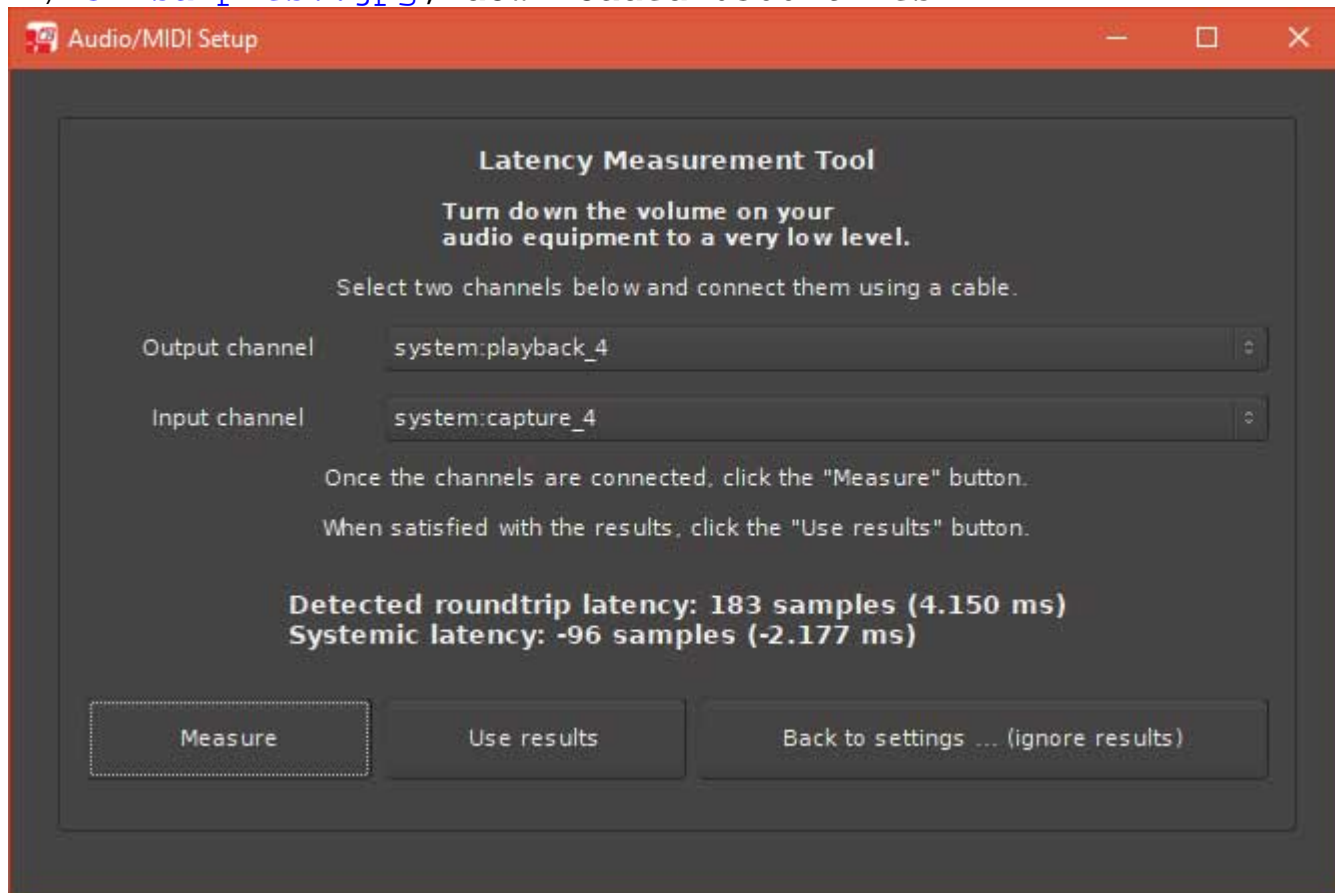 Audio/MIDI Setup
Latency Measurement Tool
Turn down the volume on your
audio equipment to a very low level.
Select two channels below and connect them using a cable.
Output channel system:playback_4
Input channel system:capture_4
Once the channels are connected, click the "Measure" button.
When satisfied with the results, click the "Use results" button.
Detected roundtrip latency: 183 samples (4.150 ms)
Systemic latency: -96 samples (-2.177 ms)
Measure Use results Back to settings ... (ignore results)